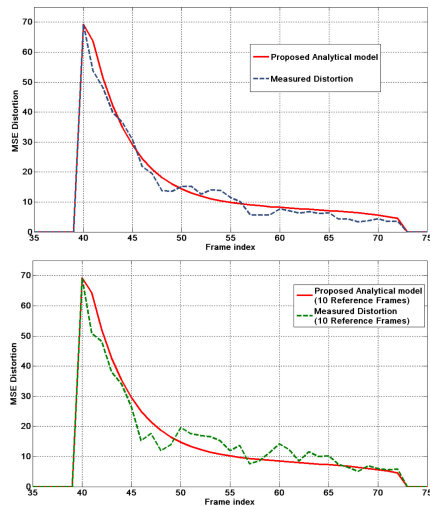 70
60
50
40
30
20
10
0
MSE Distortion
Proposed Analytical model
Measured Distortion
35 40 45 50 55 60 65 70 75
Frame index
70
60
50
40
30
20
10
0
MSE Distortion
Proposed Analytical model
(10 Reference Frames)
Measured Distortion
(10 Reference Frames)
35 40 45 50 55 60 65 70 75
Frame index